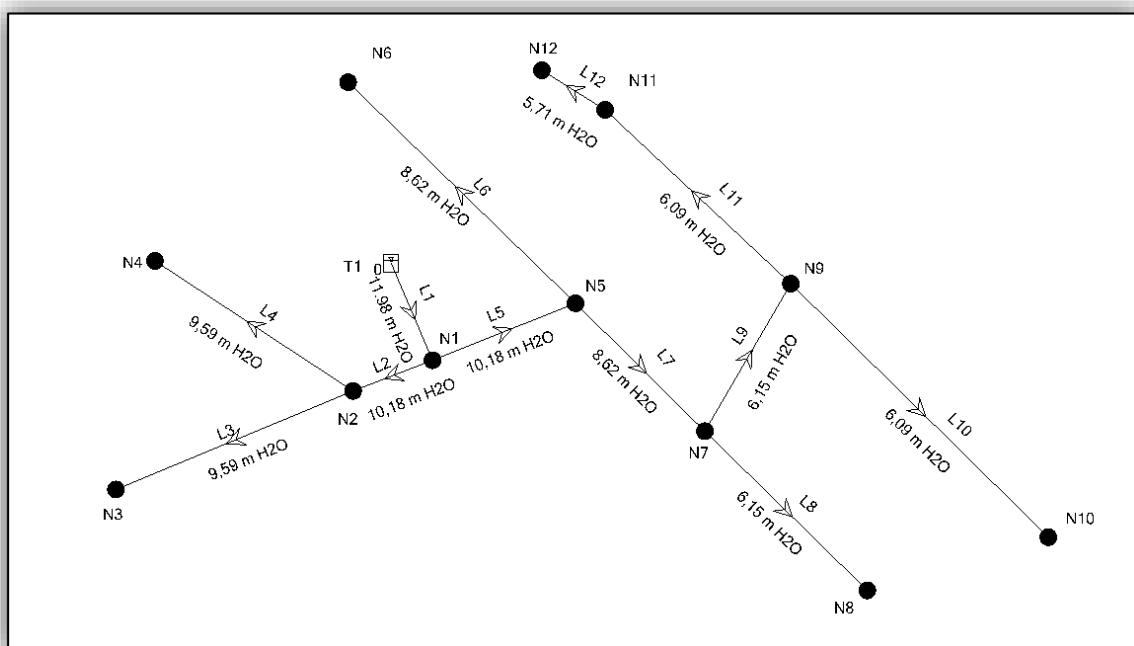 N6
N12
L12
N11
5,71 m H2O
L6
8,62 m H2O
L11
6,09 m H2O
N4
T1
0
11.98 m H2O
L1
N5
N9
L4
9,59 m H2O
N1
L5
10,18 m H2O
L7
8,62 m H2O
L9
6,15 m H2O
L2
10,18 m H2O
N2
L10
6,09 m H2O
L3
9,59 m H2O
N7
L8
6,15 m H2O
N3
N10
N8